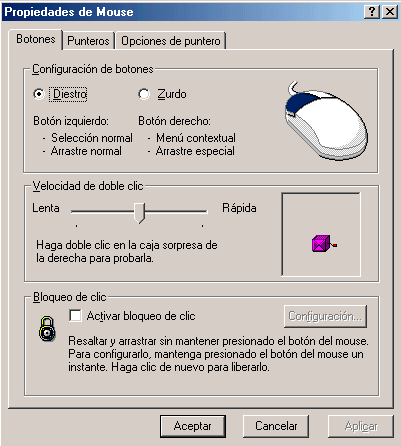 Propiedades de Mouse ? ×
Botones Punteros Opciones de puntero
Configuración de botones
Diestro Zurdo
Botón izquierdo: Botón derecho:
- Selección normal - Menú contextual
- Arrastre normal - Arrastre especial
Velocidad de doble clic
Lenta Rápida
Haga doble clic en la caja sorpresa de
la derecha para probarla.
Bloqueo de clic
Activar bloqueo de clic Configuración...
Resaltar y arrastrar sin mantener presionado el botón del mouse.
Para configurarlo, mantenga presionado el botón del mouse un
instante. Haga clic de nuevo para liberarlo.
Aceptar Cancelar Aplicar